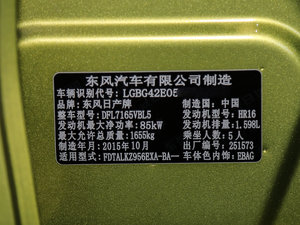 东风汽车有限公司制造
车辆识别代号: LGBG42E05
品牌: 东风日产牌 制造国: 中国
整车型号: DFL7165VBL5 发动机型号: HR16
发动机最大净功率: 85kW 发动机排量: 1.598L
最大允许总质量: 1655kg 乘坐人数: 5人
制造年月: 2015年10月 出厂编号: 251573
适用型式: FDTALKZ956EXA-BA-- 车体色内饰: EBAG